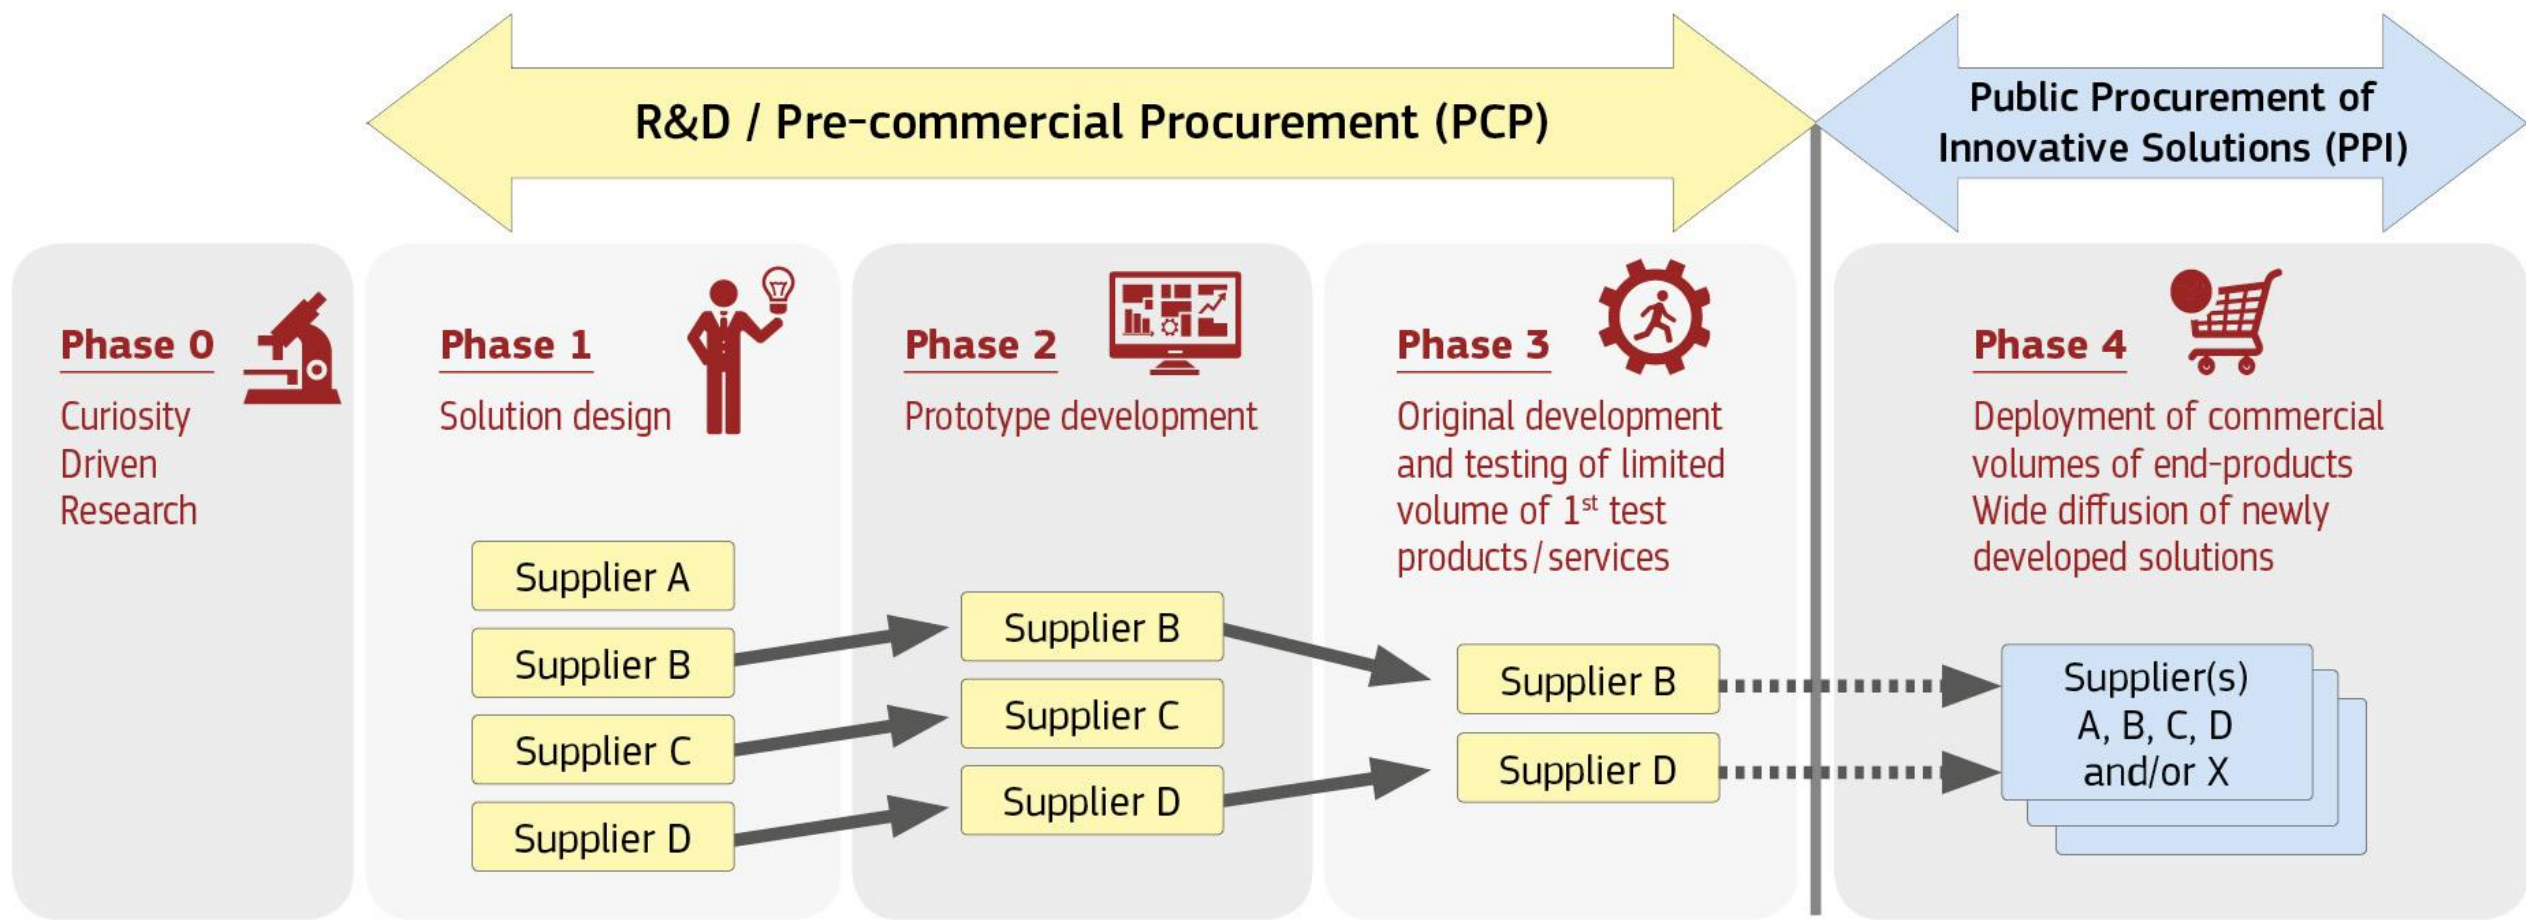 R&D / Pre-commercial Procurement (PCP)
Public Procurement of
Innovative Solutions (PPI)
Phase 0
Curiosity
Driven
Research
Phase 1
Solution design
Supplier A
Supplier B
Supplier C
Supplier D
Phase 2
Prototype development
Supplier B
Supplier C
Supplier D
Phase 3
Original development
and testing of limited
volume of 1st test
products/services
Supplier B
Supplier D
Phase 4
Deployment of commercial
volumes of end-products
Wide diffusion of newly
developed solutions
Supplier(s)
A, B, C, D
and/or X